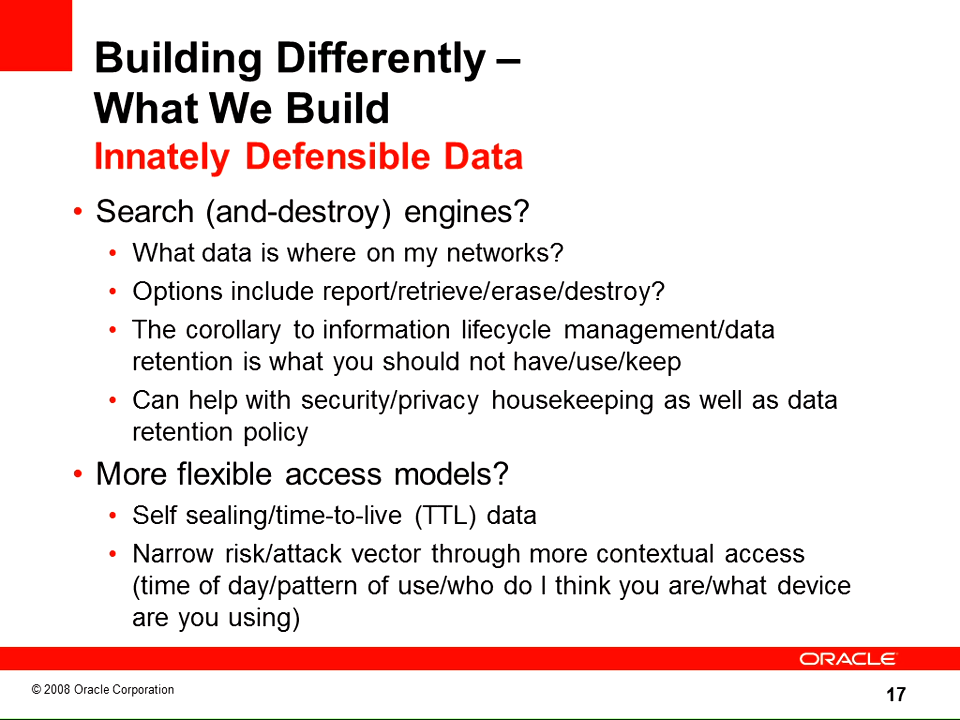 Building Differently –
What We Build
Innately Defensible Data
• Search (and-destroy) engines?
• What data is where on my networks?
• Options include report/retrieve/erase/destroy?
• The corollary to information lifecycle management/data
retention is what you should not have/use/keep
• Can help with security/privacy housekeeping as well as data
retention policy
• More flexible access models?
• Self sealing/time-to-live (TTL) data
• Narrow risk/attack vector through more contextual access
(time of day/pattern of use/who do I think you are/what device
are you using)
ORACLE
© 2008 Oracle Corporation
17